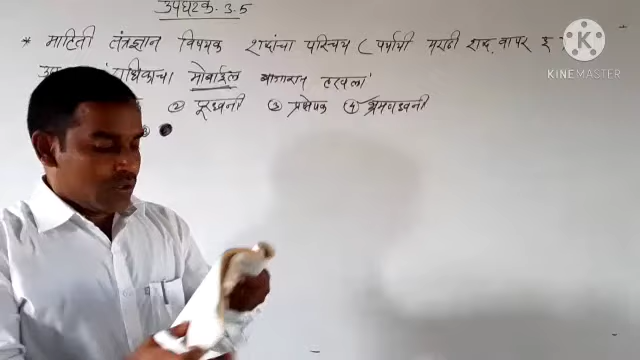 उपघटक. 3.5
* माहिती तंत्रज्ञान विषयक शब्दांचा परिचय ( पर्यायी मराठी शब्द वापर इ
मोबाईल बागारात हरवला'
② दूरध्वनी ③ प्रक्षेपक ④ भ्रमणध्वनी
K
KINEMASTER